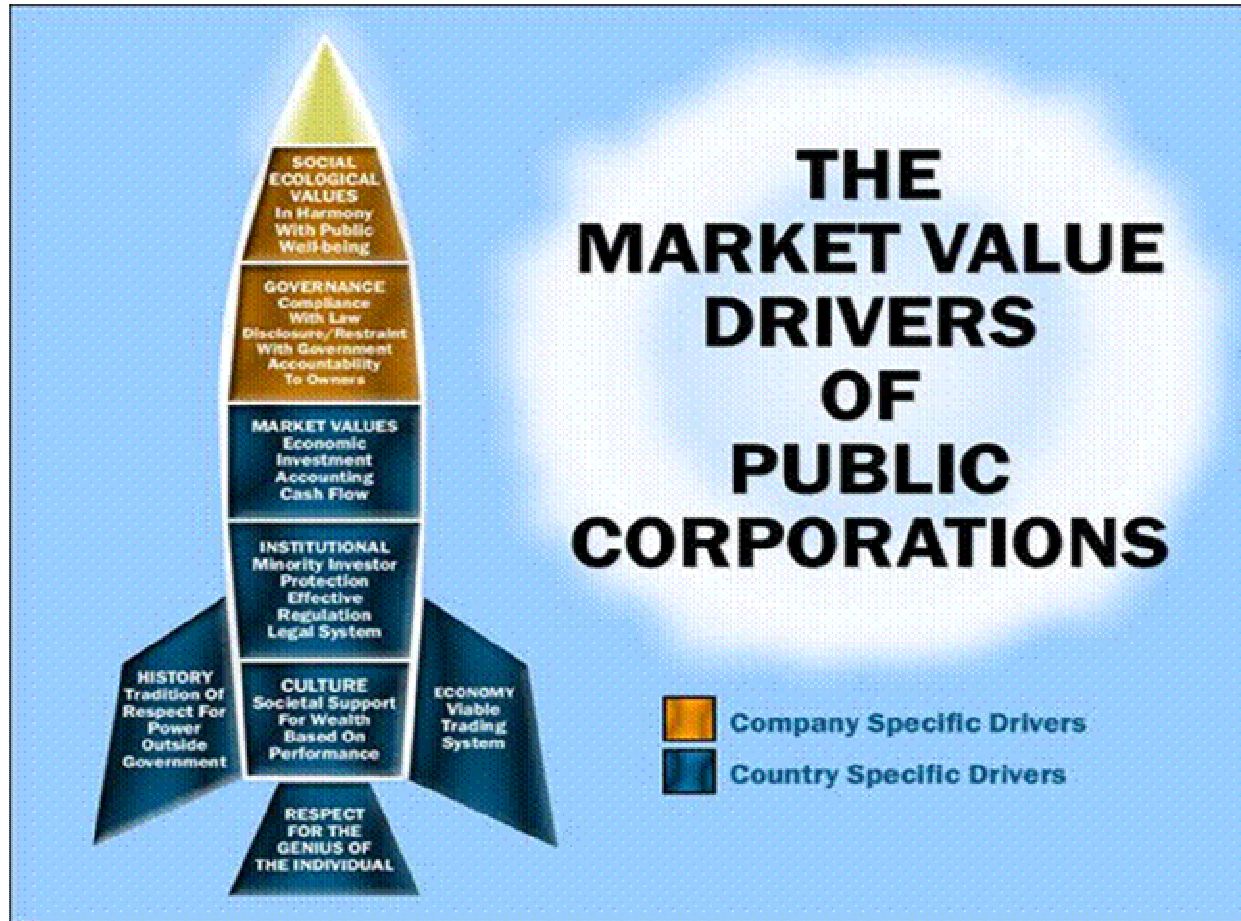 THE
MARKET VALUE
DRIVERS
OF
PUBLIC
CORPORATIONS
SOCIAL
ECOLOGICAL
VALUES
In Harmony
With Public
Well-being
GOVERNANCE
Compliance
With Law
Disclosure/Restraint
With Government
Accountability
To Owners
MARKET VALUES
Economic
Investment
Accounting
Cash Flow
INSTITUTIONAL
Minority Investor
Protection
Effective
Regulation
Legal System
HISTORY
Tradition Of
Respect For
Power
Outside
Government
CULTURE
Societal Support
For Wealth
Based On
Performance
ECONOMY
Viable
Trading
System
RESPECT
FOR THE
GENIUS OF
THE INDIVIDUAL
Company Specific Drivers
Country Specific Drivers